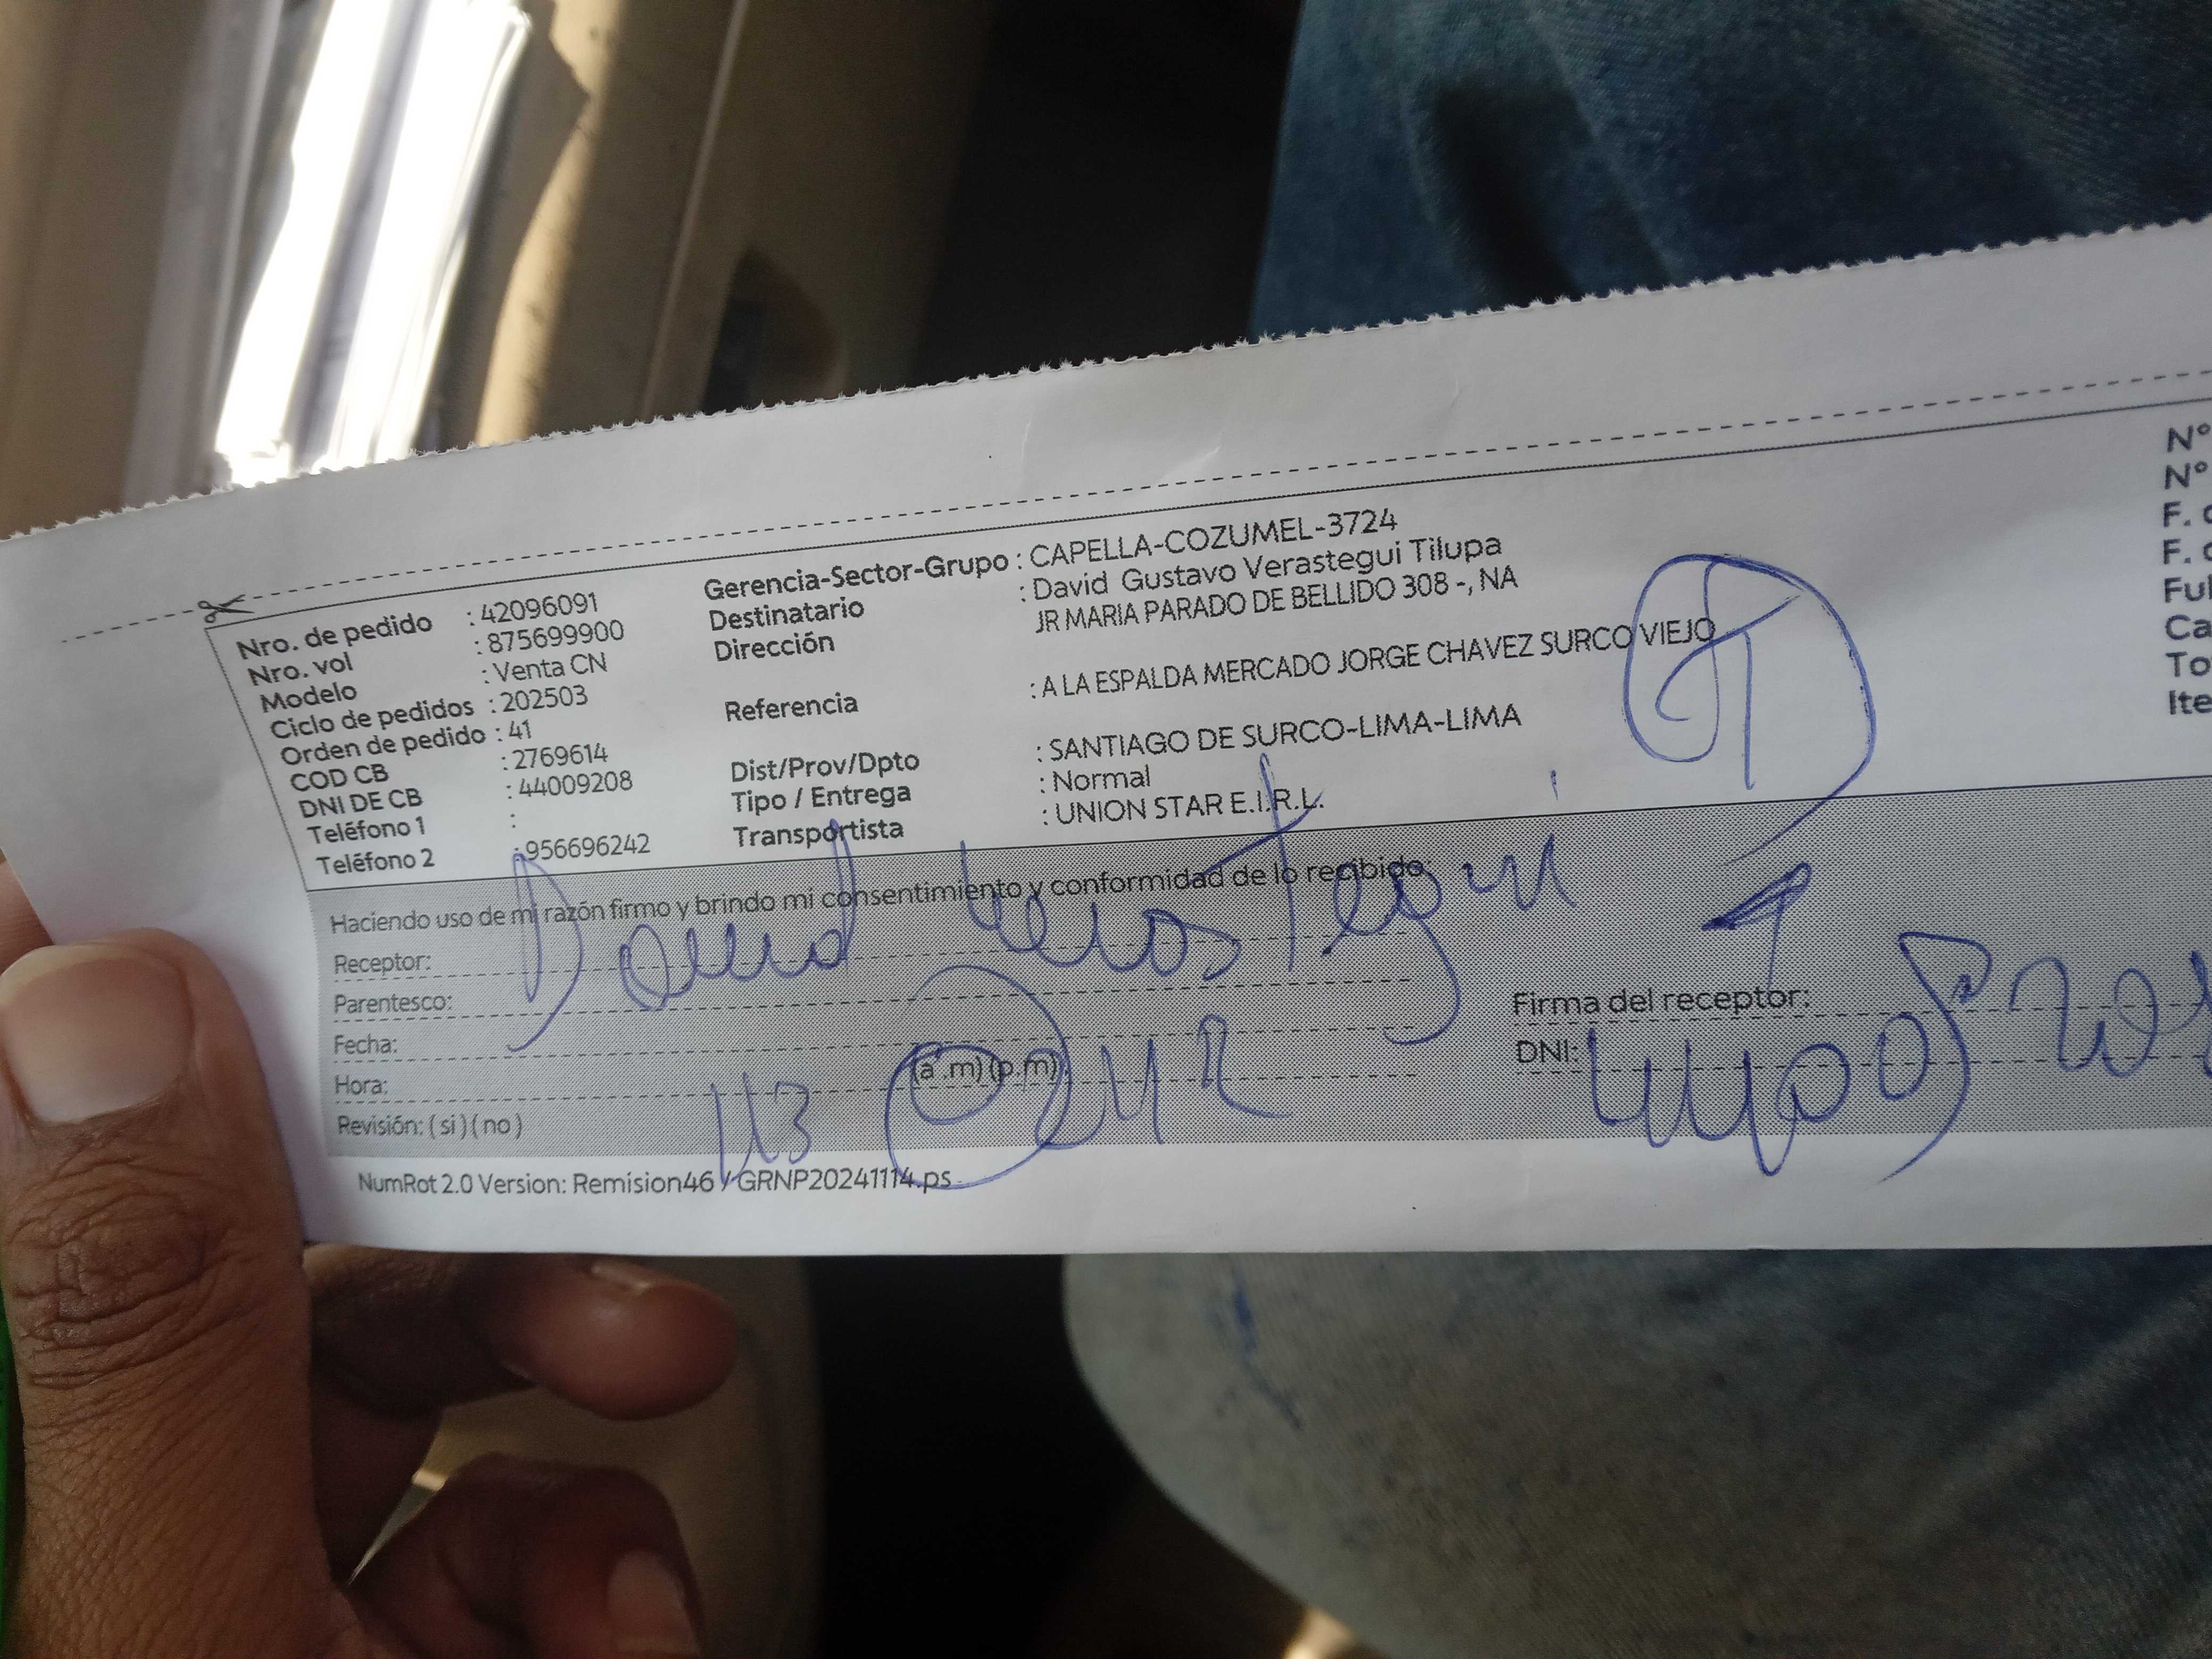 Nro. de pedido : 42096091
Nro. vol : 875699900
Modelo : Venta CN
Ciclo de pedidos : 202503
Orden de pedido : 41
COD CB : 2769614
DNI DE CB : 44009208
Teléfono 1 :
Teléfono 2 : 956696242
Gerencia-Sector-Grupo : CAPELLA-COZUMEL-3724
Destinatario : David Gustavo Verastegui Tilupa
Dirección JR MARIA PARADO DE BELLIDO 308 -, NA
Referencia : A LA ESPALDA MERCADO JORGE CHAVEZ SURCO VIEJO
Dist/Prov/Dpto : SANTIAGO DE SURCO-LIMA-LIMA
Tipo / Entrega : Normal
Transportista : UNION STAR E.I.R.L.
N°
N°
F.
F.
Haciendo uso de mi razón firmo y brindo mi consentimiento y conformidad de lo recibido:
Receptor: David Verastegui
Parentesco:
Fecha:
Hora: (a.m) (p.m)
Revisión: ( si ) ( no )
Firma del receptor:
DNI:
NumRot 2.0 Version: Remision46 / GRNP20241114.ps